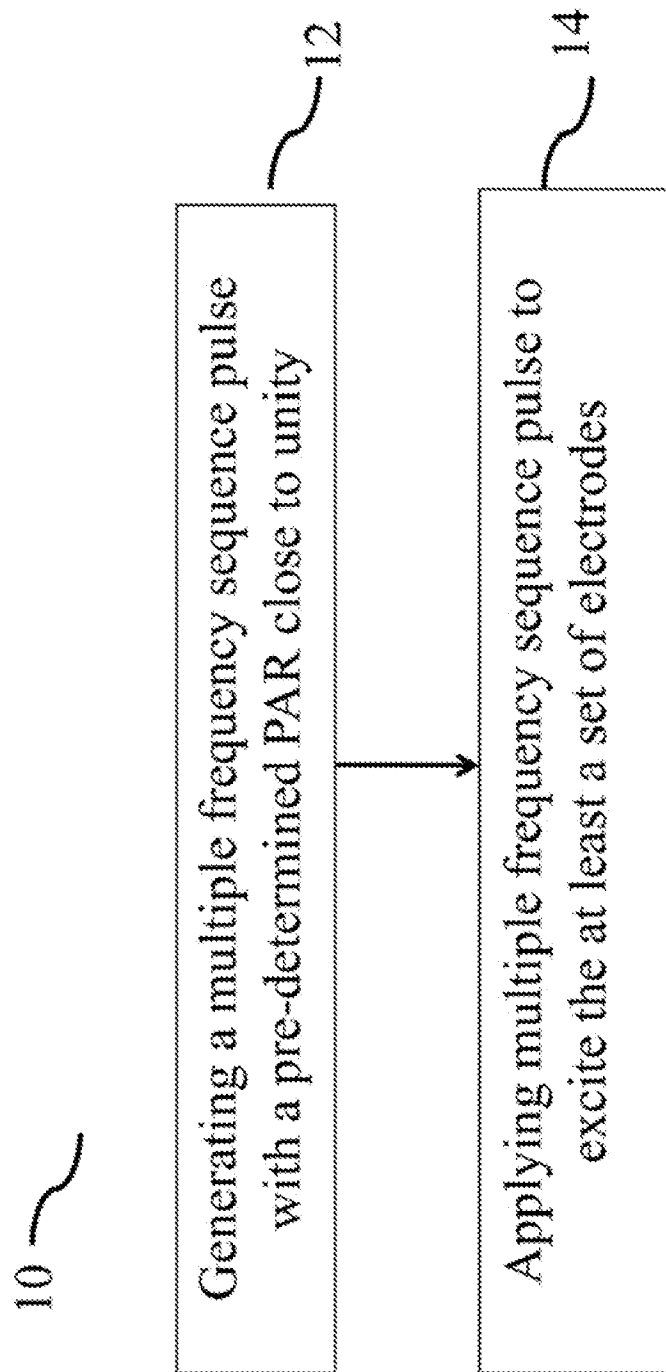 10
Generating a multiple frequency sequence pulse
with a pre-determined PAR close to unity
12
Applying multiple frequency sequence pulse to
excite the at least a set of electrodes
14